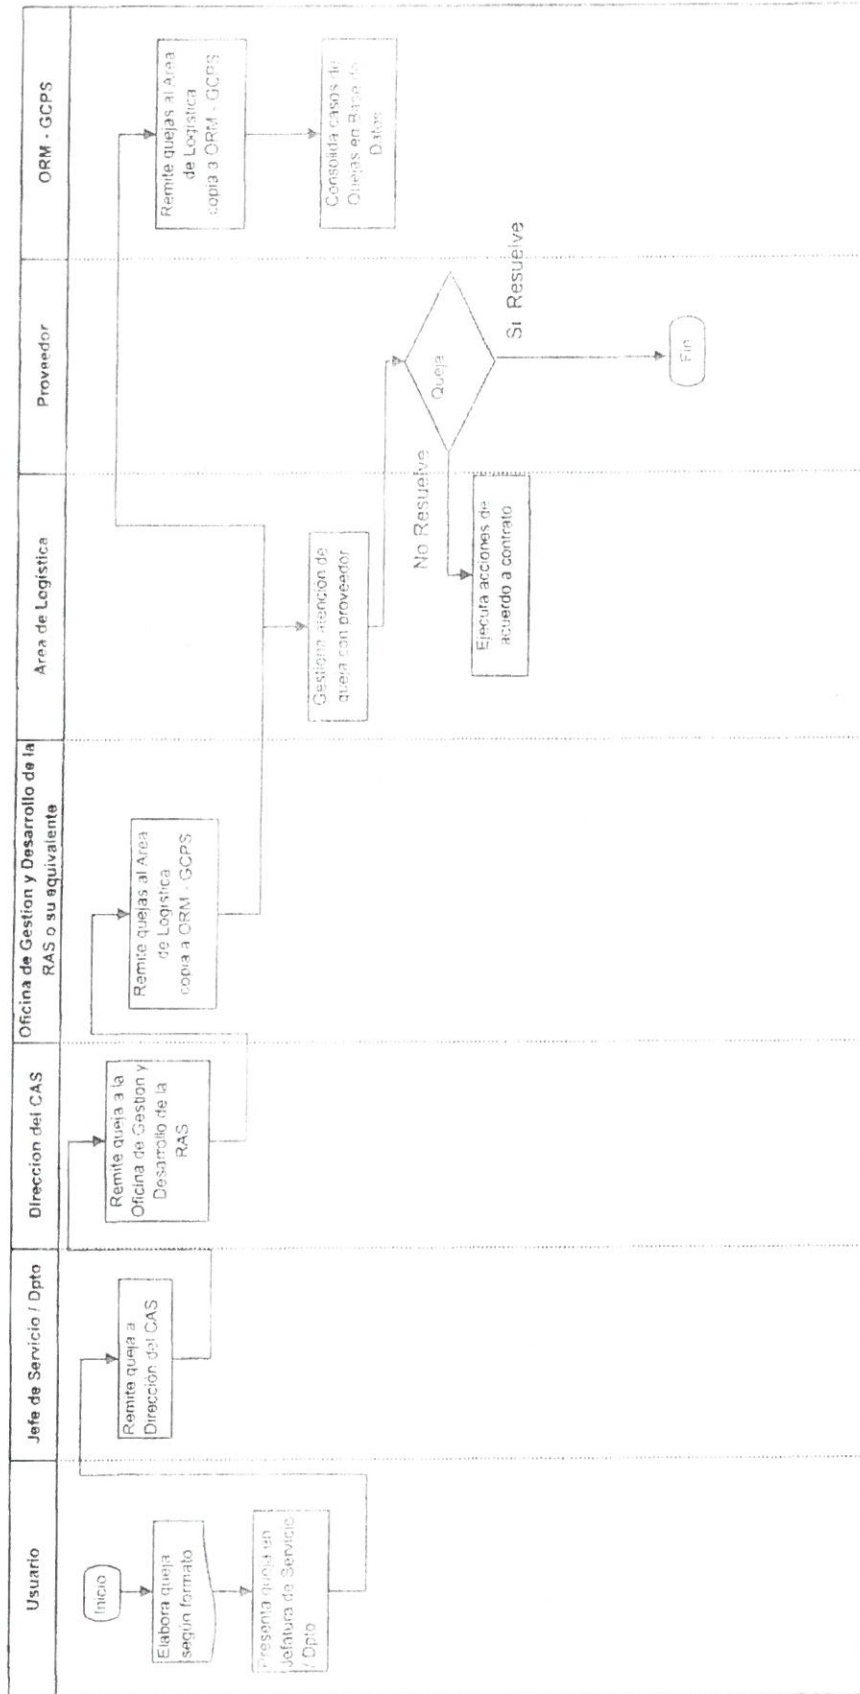 Usuario
Jefe de Servicio / Dpto
Direccion del CAS
Oficina de Gestion y Desarrollo de la
RAS o su equivalente
Area de Logística
Proveedor
ORM - GCPS
Inicio
Elabora queja
según formato
Presenta queja en
Jefatura de Servicio
/ Dpto
Remite queja a
Dirección del CAS
Remite queja a la
Oficina de Gestion y
Desarrollo de la
RAS
Remite quejas al Area
de Logística
copia a ORM - GCPS
Gestiona atención de
queja con proveedor
No Resuelve
Ejecuta acciones de
acuerdo a contrato
Queja
Si Resuelve
Fin
Remite quejas al Area
de Logística
copia a ORM - GCPS
Consolida casos de
Quejas en Base de
Datos